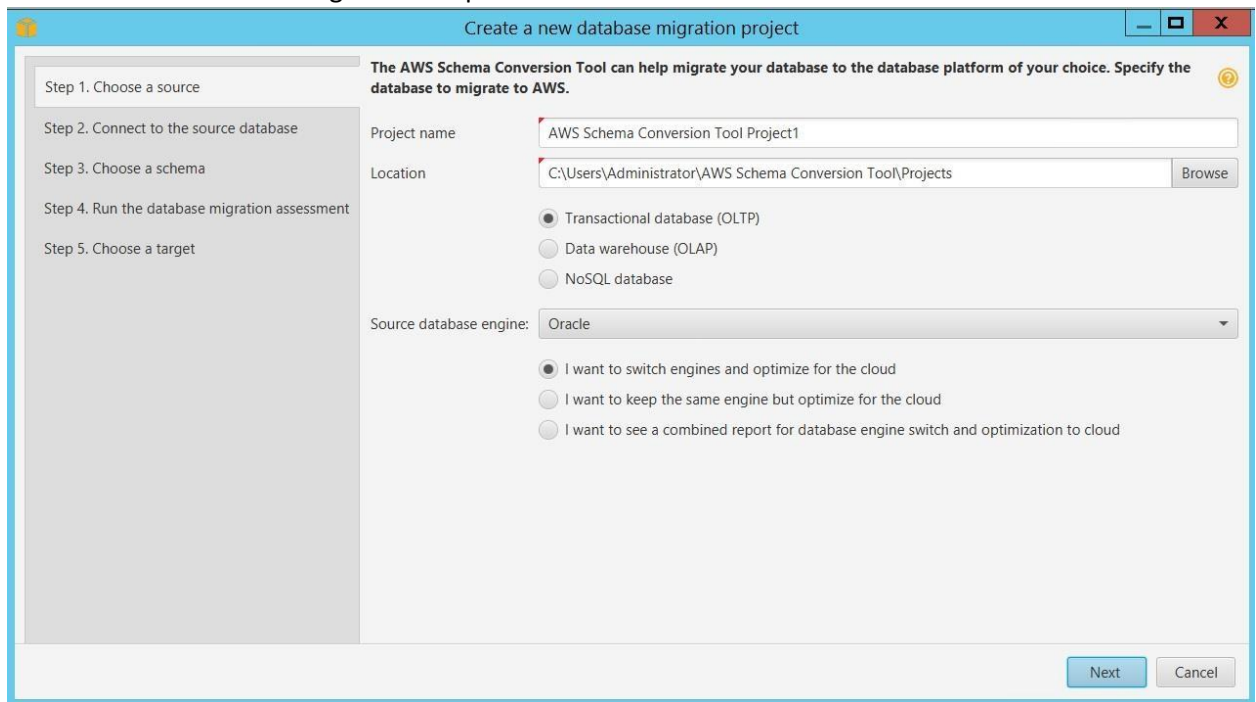 Create a new database migration project
X
Step 1. Choose a source
Step 2. Connect to the source database
Step 3. Choose a schema
Step 4. Run the database migration assessment
Step 5. Choose a target
The AWS Schema Conversion Tool can help migrate your database to the database platform of your choice. Specify the
database to migrate to AWS.
?
Project name AWS Schema Conversion Tool Project1
Location C:\Users\Administrator\AWS Schema Conversion Tool\Projects Browse
Transactional database (OLTP)
Data warehouse (OLAP)
NoSQL database
Source database engine: Oracle
I want to switch engines and optimize for the cloud
I want to keep the same engine but optimize for the cloud
I want to see a combined report for database engine switch and optimization to cloud
Next Cancel